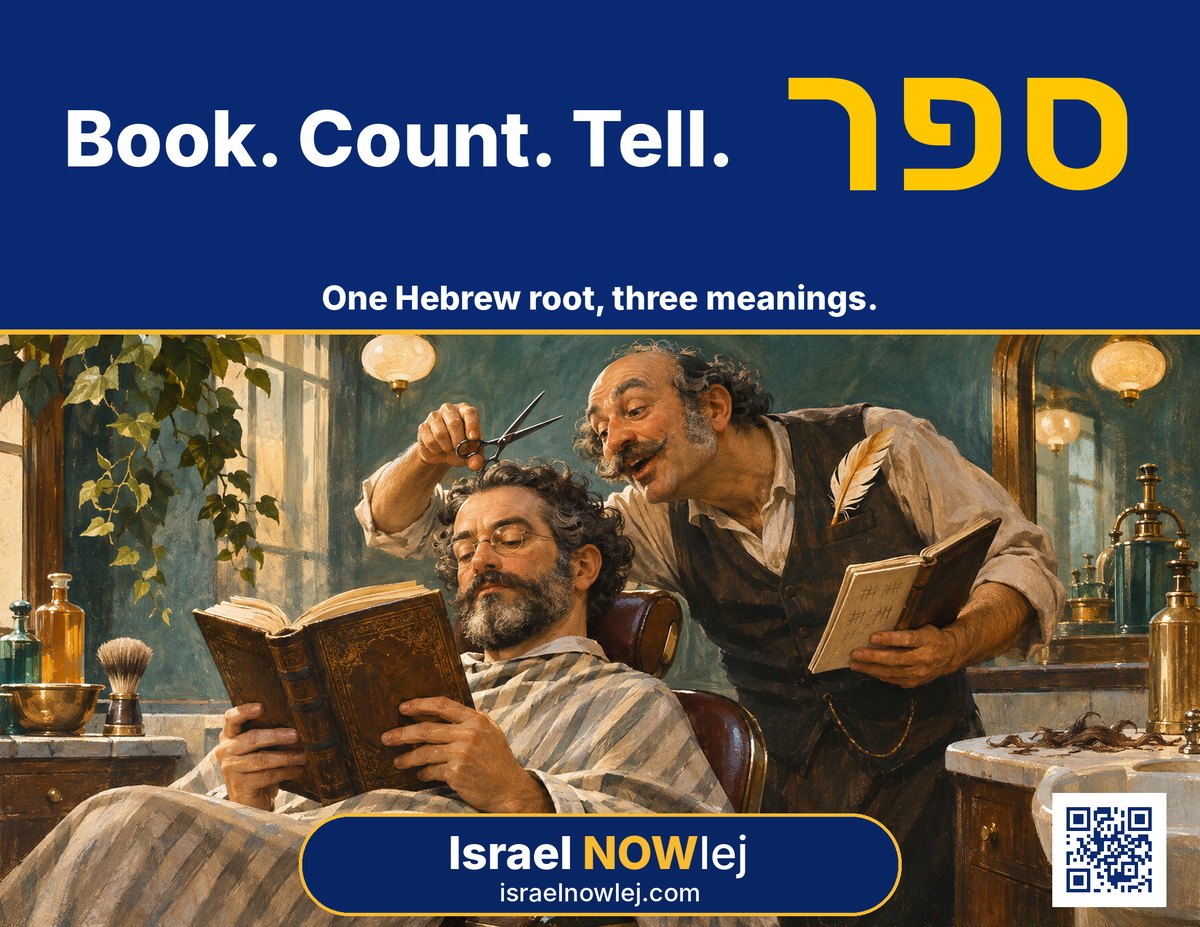 Book. Count. Tell.
ספר
One Hebrew root, three meanings.
Israel NOWlej
israelnowlej.com